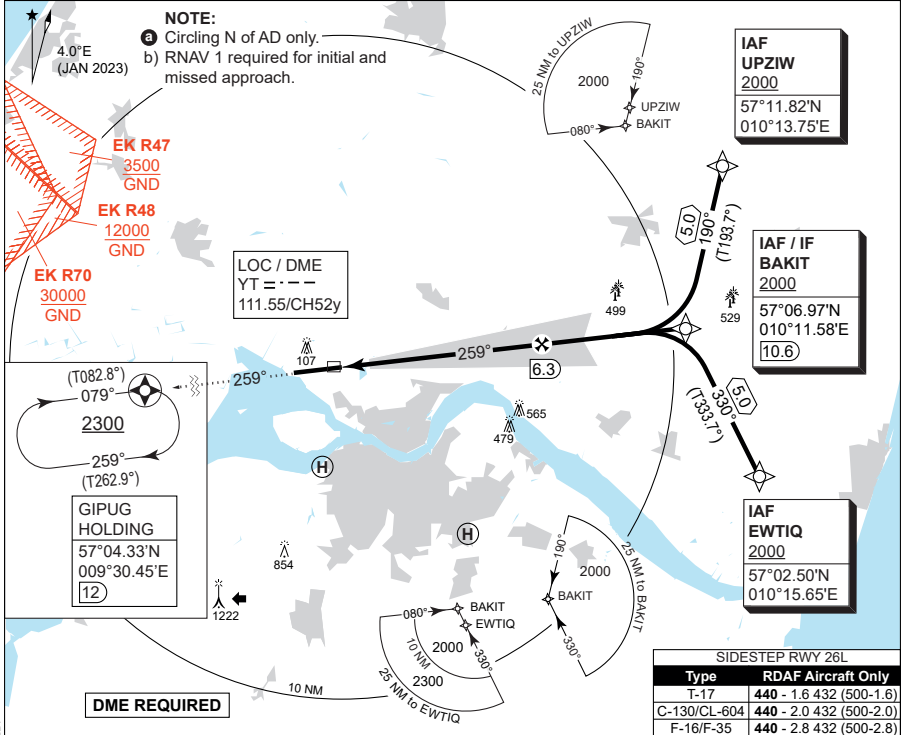 NOTE:
a Circling N of AD only.
b) RNAV 1 required for initial and
missed approach.
4.0°E
(JAN 2023)
EK R47
3500
GND
EK R48
12000
GND
EK R70
30000
GND
25 NM to UPZIW
2000
190°
080°
UPZIW
BAKIT
IAF
UPZIW
2000
57°11.82'N
010°13.75'E
5.0
190°
(T193.7°)
IAF / IF
BAKIT
2000
57°06.97'N
010°11.58'E
10.6
LOC / DME
YT
111.55/CH52y
499
529
107
259°
6.3
259°
5.0
330°
(T333.7°)
(T082.8°)
079°
2300
259°
(T262.9°)
GIPUG
HOLDING
57°04.33'N
009°30.45'E
12
565
479
H
H
854
1222
IAF
EWTIQ
2000
57°02.50'N
010°15.65'E
190°
2000
BAKIT
330°
25 NM to BAKIT
080°
BAKIT
EWTIQ
2000
10 NM
2300
330°
25 NM to EWTIQ
10 NM
DME REQUIRED
SIDESTEP RWY 26L
Type RDAF Aircraft Only
T-17 440 - 1.6 432 (500-1.6)
C-130/CL-604 440 - 2.0 432 (500-2.0)
F-16/F-35 440 - 2.8 432 (500-2.8)